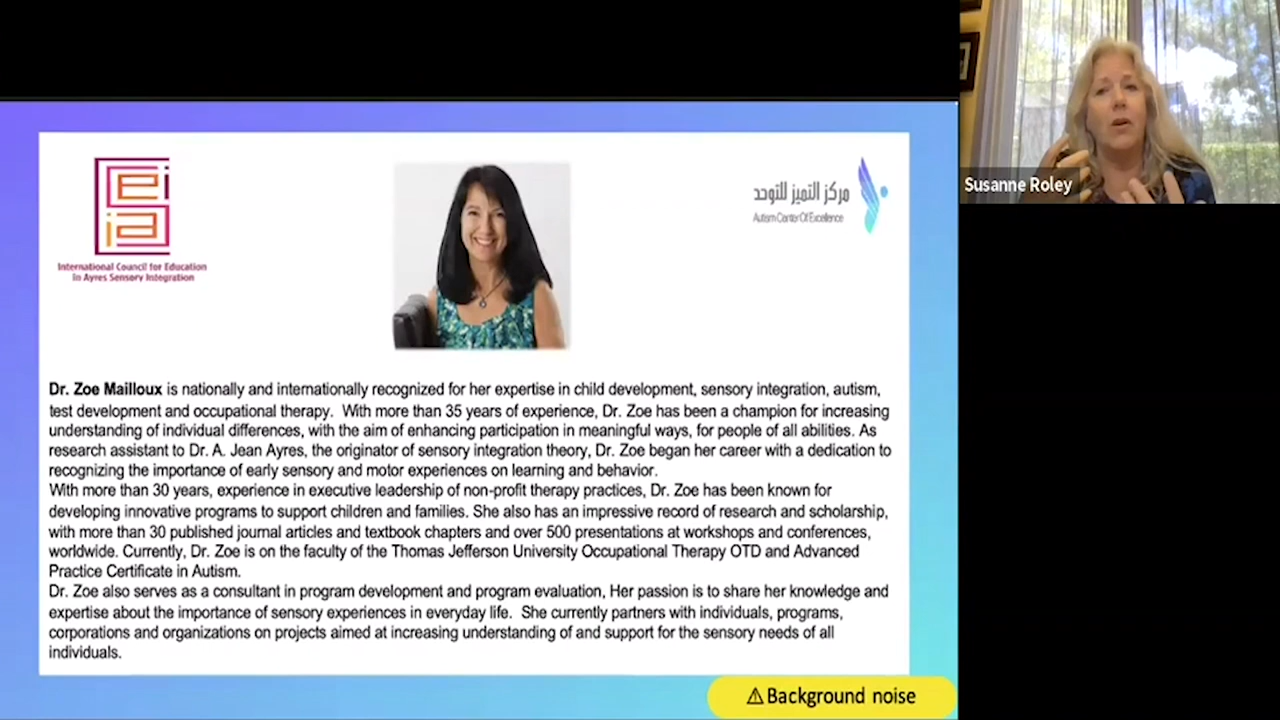 Susanne Roley
ei
ia
International Council for Education
in Ayres Sensory Integration
مركز التميز للتوحد
Autism Center Of Excellence
Dr. Zoe Mailloux is nationally and internationally recognized for her expertise in child development, sensory integration, autism,
test development and occupational therapy. With more than 35 years of experience, Dr. Zoe has been a champion for increasing
understanding of individual differences, with the aim of enhancing participation in meaningful ways, for people of all abilities. As
research assistant to Dr. A. Jean Ayres, the originator of sensory integration theory, Dr. Zoe began her career with a dedication to
recognizing the importance of early sensory and motor experiences on learning and behavior.
With more than 30 years, experience in executive leadership of non-profit therapy practices, Dr. Zoe has been known for
developing innovative programs to support children and families. She also has an impressive record of research and scholarship,
with more than 30 published journal articles and textbook chapters and over 500 presentations at workshops and conferences,
worldwide. Currently, Dr. Zoe is on the faculty of the Thomas Jefferson University Occupational Therapy OTD and Advanced
Practice Certificate in Autism.
Dr. Zoe also serves as a consultant in program development and program evaluation, Her passion is to share her knowledge and
expertise about the importance of sensory experiences in everyday life. She currently partners with individuals, programs,
corporations and organizations on projects aimed at increasing understanding of and support for the sensory needs of all
individuals.
⚠Background noise